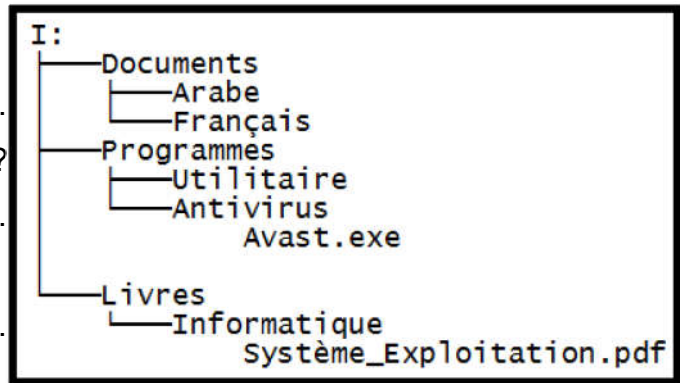 I:
├───Documents
│ ├───Arabe
│ └───Français
├───Programmes
│ ├───Utilitaire
│ └───Antivirus
│ Avast.exe
│
└───Livres
└───Informatique
Système_Exploitation.pdf
.
?
.
.